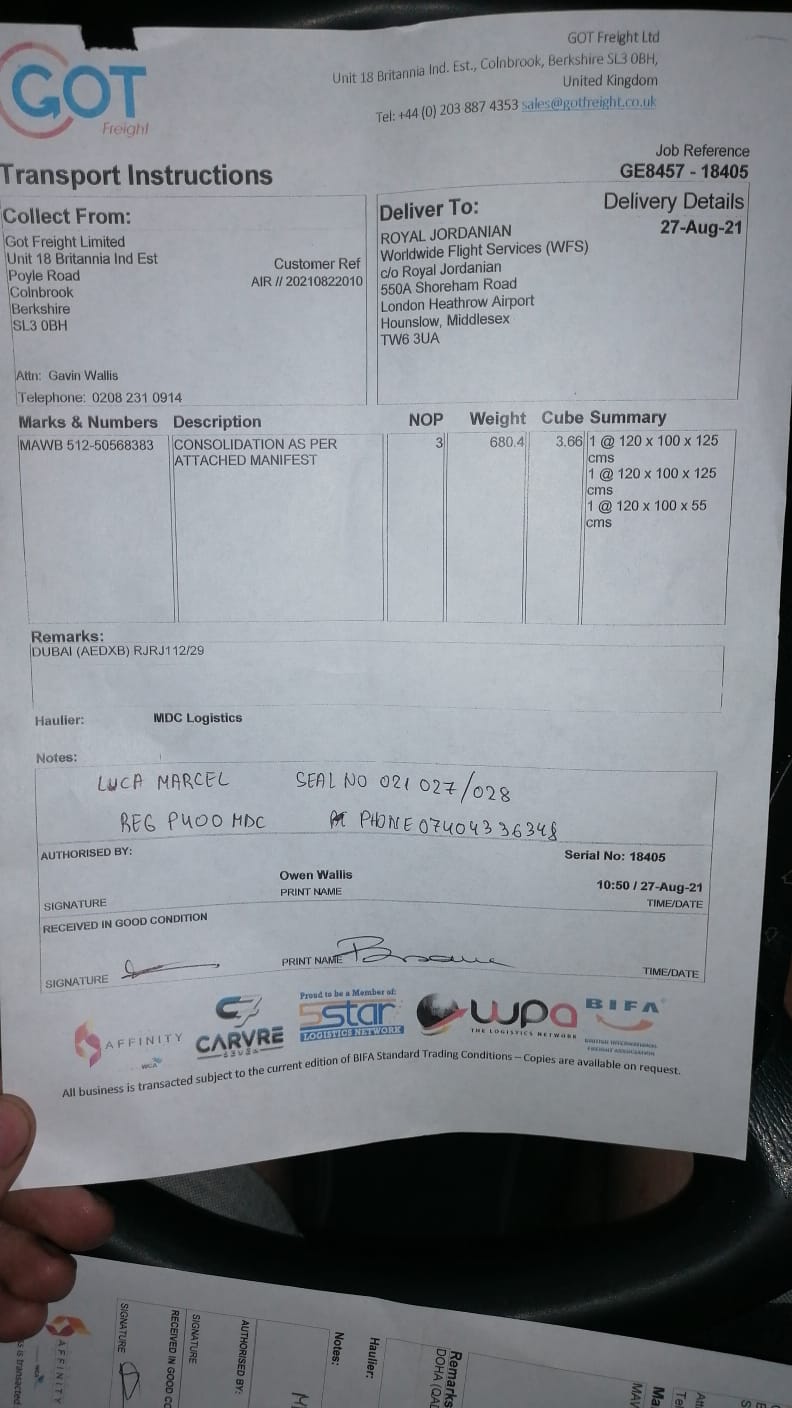 GOT
Freight
GOT Freight Ltd
Unit 18 Britannia Ind. Est., Colnbrook, Berkshire SL3 0BH,
United Kingdom
Tel: +44 (0) 203 887 4353 sales@gotfreight.co.uk
Job Reference
GE8457 - 18405
Transport Instructions
Collect From:
Got Freight Limited
Unit 18 Britannia Ind Est
Poyle Road
Colnbrook
Berkshire
SL3 0BH
Customer Ref
AIR // 20210822010
Attn: Gavin Wallis
Telephone: 0208 231 0914
Deliver To:
ROYAL JORDANIAN
Worldwide Flight Services (WFS)
c/o Royal Jordanian
550A Shoreham Road
London Heathrow Airport
Hounslow, Middlesex
TW6 3UA
Delivery Details
27-Aug-21
Marks & Numbers Description NOP Weight Cube Summary
MAWB 512-50568383 CONSOLIDATION AS PER 3 680.4 3.66 1 @ 120 x 100 x 125
ATTACHED MANIFEST cms
1 @ 120 x 100 x 125
cms
1 @ 120 x 100 x 55
cms
Remarks:
DUBAI (AEDXB) RJRJ112/29
Haulier: MDC Logistics
Notes:
LUCA MARCEL SEAL NO 021 027/028
REG P400 MDC PHONE 07404336348
AUTHORISED BY: Serial No: 18405
Owen Wallis 10:50 / 27-Aug-21
SIGNATURE PRINT NAME TIME/DATE
RECEIVED IN GOOD CONDITION
SIGNATURE PRINT NAME TIME/DATE
AFFINITY
WCA
CARVRE
Proud to be a Member of:
5star
LOGISTICS NETWORK
wpa
THE LOGISTICS NETWORK
BIFA
BRITISH INTERNATIONAL
FREIGHT ASSOCIATION
All business is transacted subject to the current edition of BIFA Standard Trading Conditions – Copies are available on request.
AFFINITY
SIGNATURE
RECEIVED IN GOOD CC
SIGNATURE
AUTHORISED BY:
Notes:
Haulier:
Remarks
DOHA (QA
MAV
Ma
Tel
Att